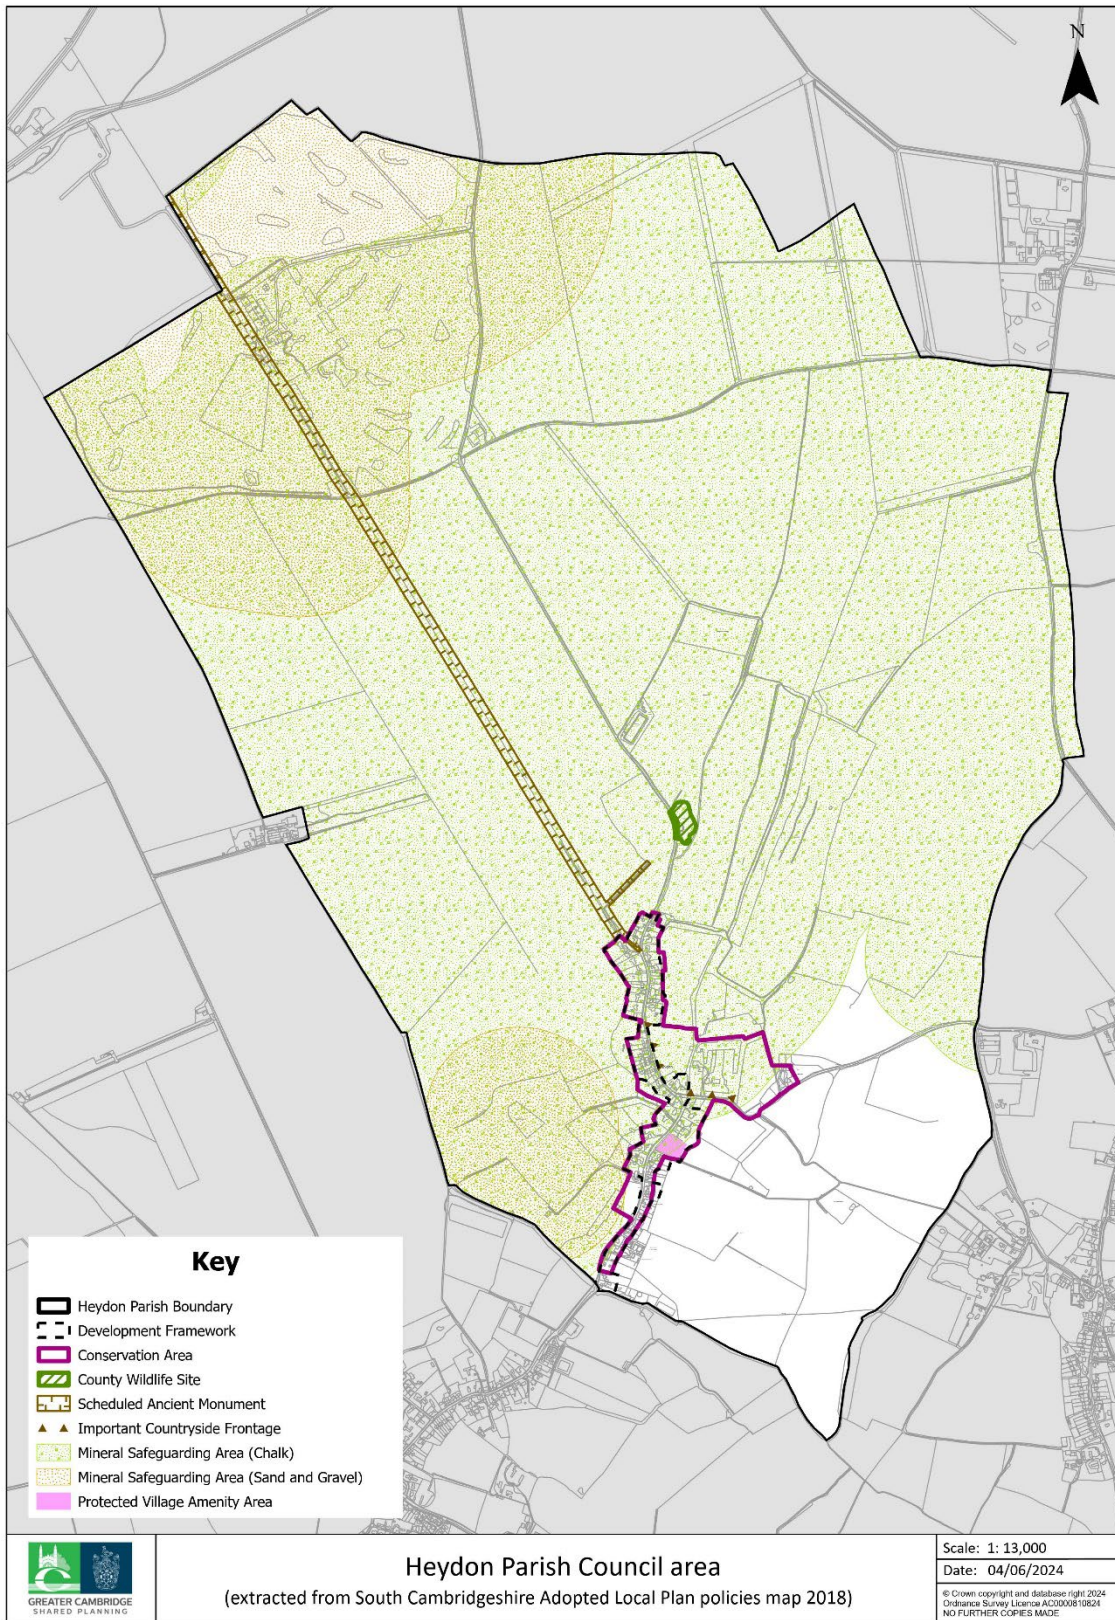 N
Key
Heydon Parish Boundary
Development Framework
Conservation Area
County Wildlife Site
Scheduled Ancient Monument
Important Countryside Frontage
Mineral Safeguarding Area (Chalk)
Mineral Safeguarding Area (Sand and Gravel)
Protected Village Amenity Area
GREATER CAMBRIDGE
SHARED PLANNING
Heydon Parish Council area
(extracted from South Cambridgeshire Adopted Local Plan policies map 2018)
Scale: 1: 13,000
Date: 04/06/2024
© Crown copyright and database right 2024
Ordnance Survey Licence AC0000810824
NO FURTHER COPIES MADE